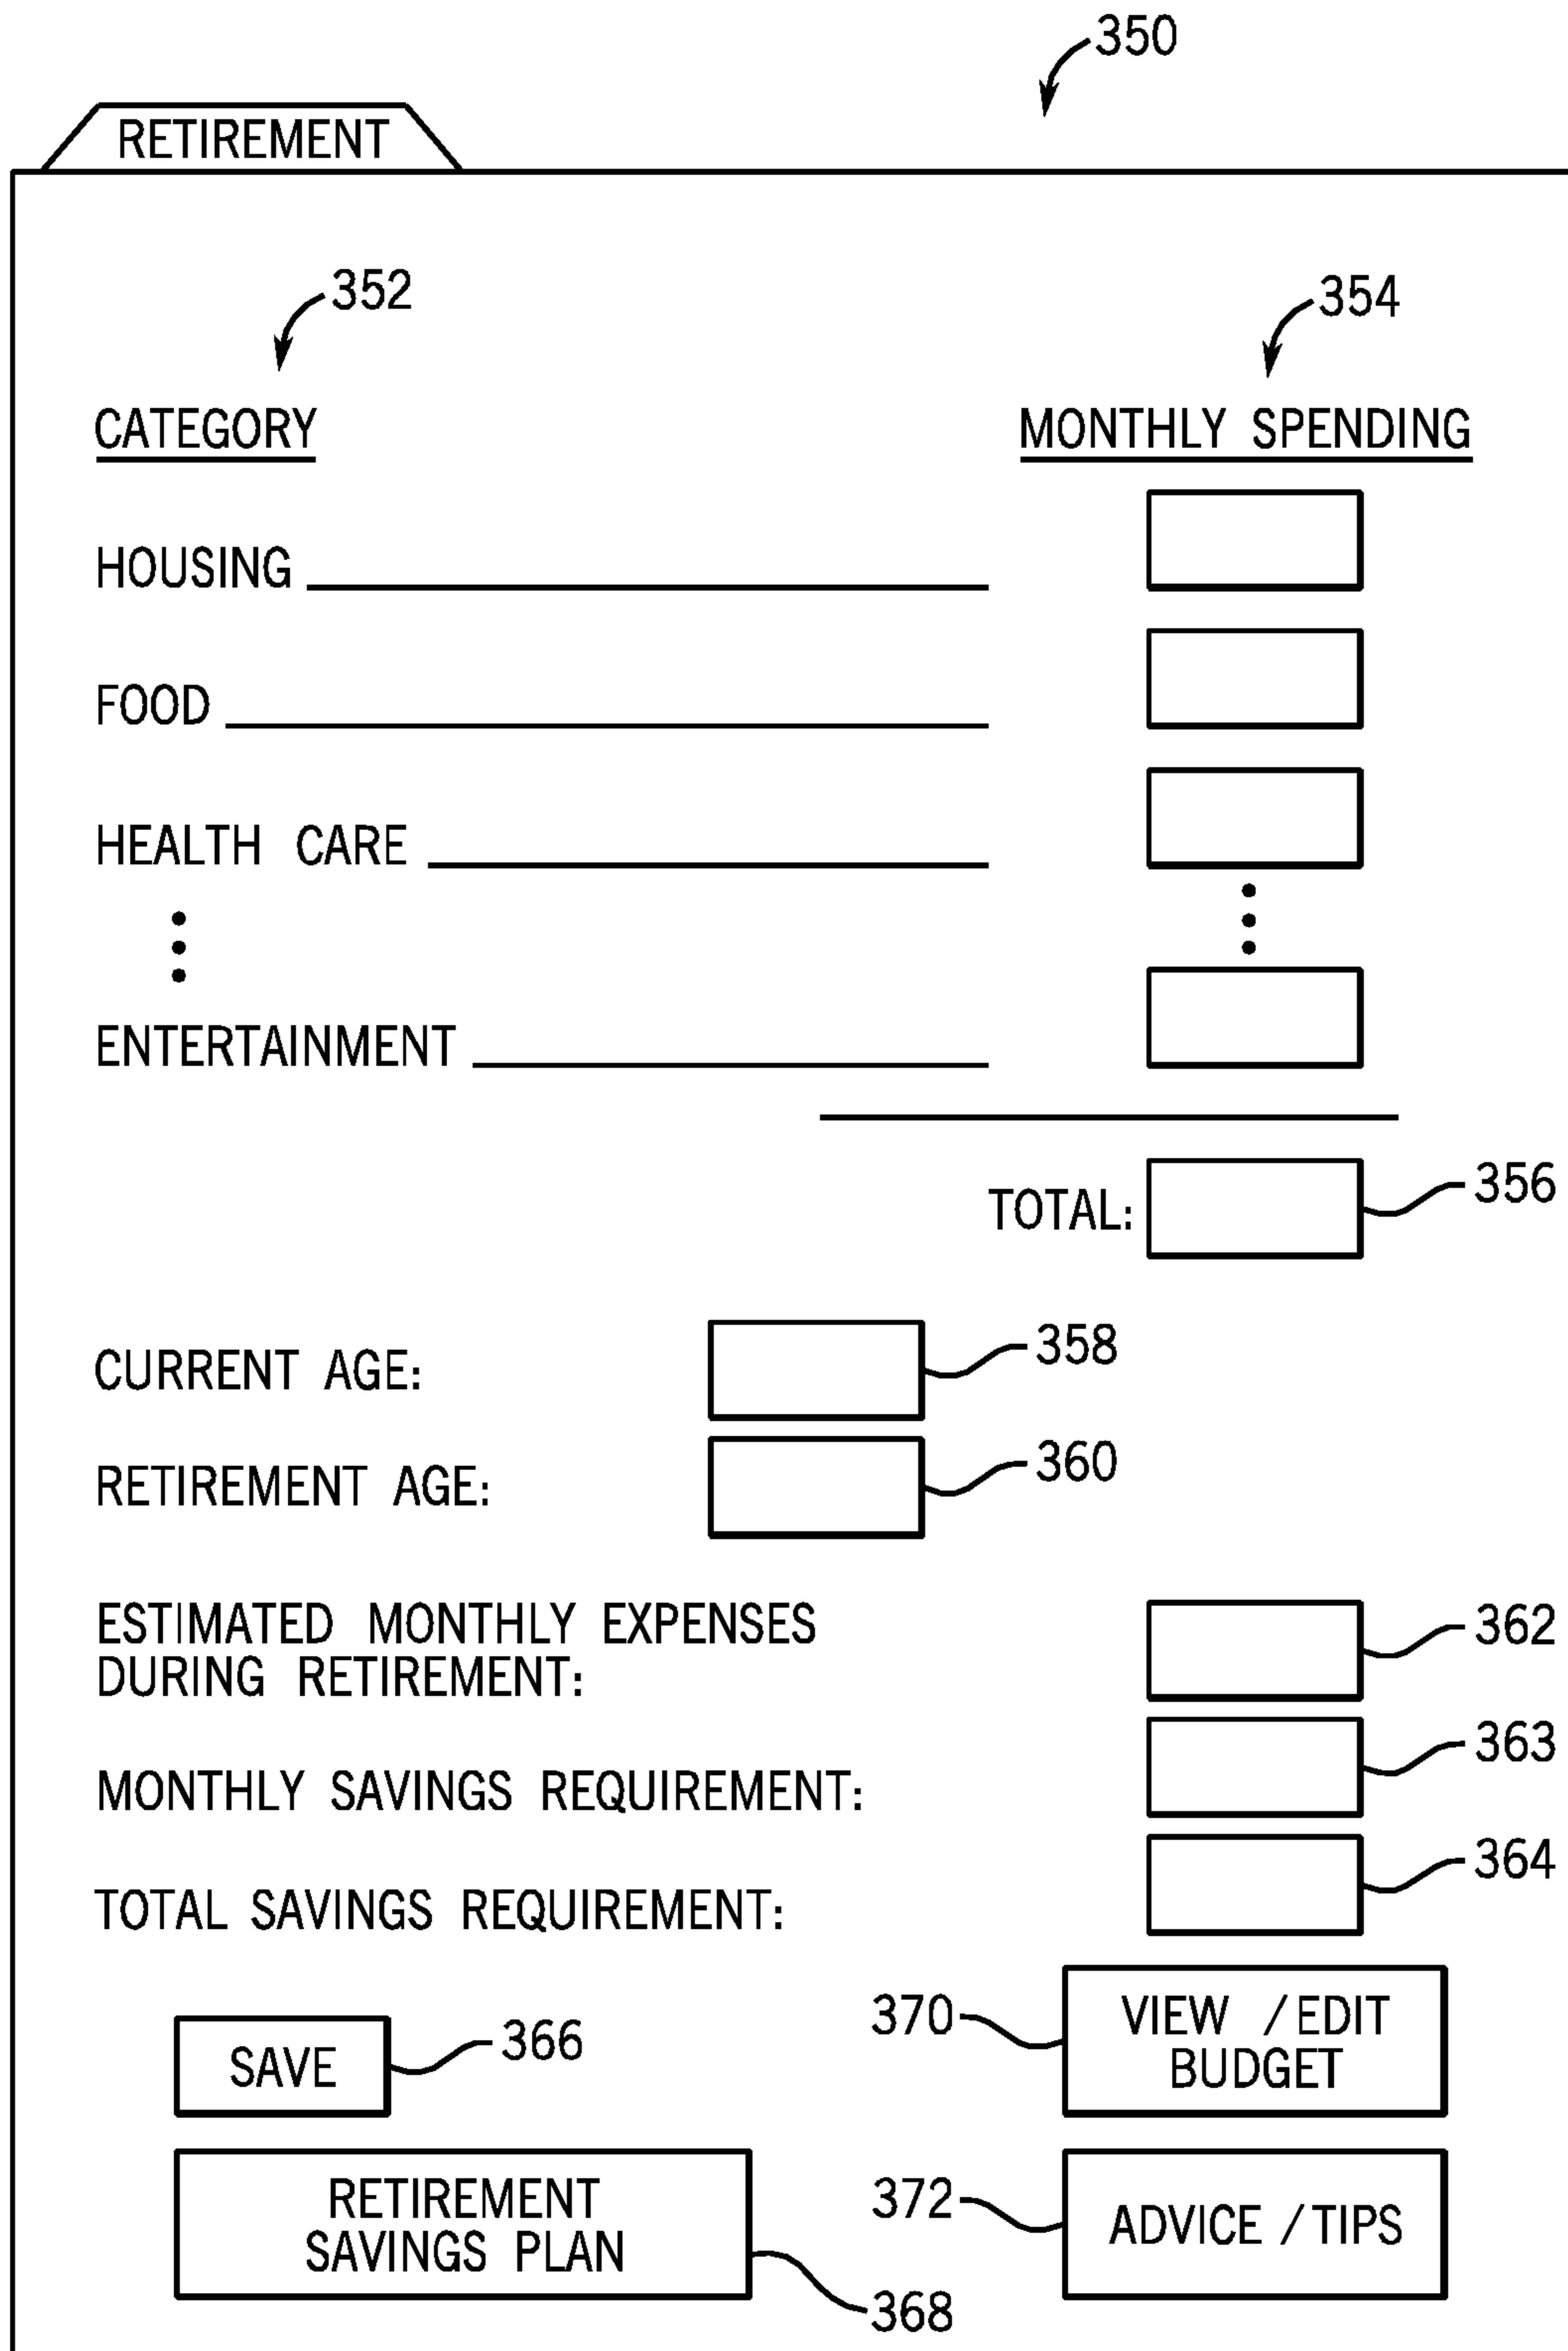 350
RETIREMENT
352
354
CATEGORY
MONTHLY SPENDING
HOUSING
FOOD
HEALTH CARE
ENTERTAINMENT
TOTAL:
356
CURRENT AGE:
358
RETIREMENT AGE:
360
ESTIMATED MONTHLY EXPENSES
DURING RETIREMENT:
362
MONTHLY SAVINGS REQUIREMENT:
363
TOTAL SAVINGS REQUIREMENT:
364
SAVE
366
370
VIEW / EDIT
BUDGET
RETIREMENT
SAVINGS PLAN
368
372
ADVICE / TIPS